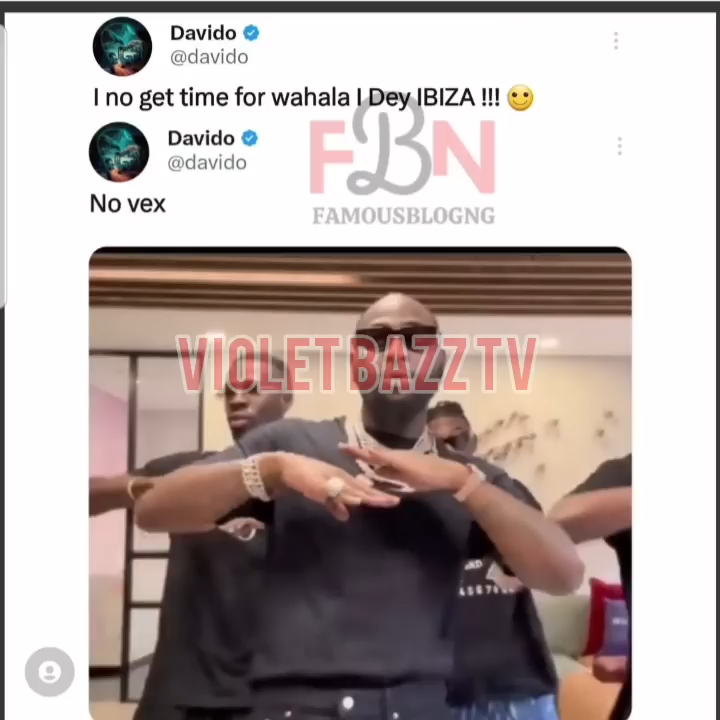 Davido
@davido
I no get time for wahala I Dey IBIZA !!! 🙂
Davido
@davido
FBN
FAMOUSBLOGNG
No vex
VIOLET BAZZ TV